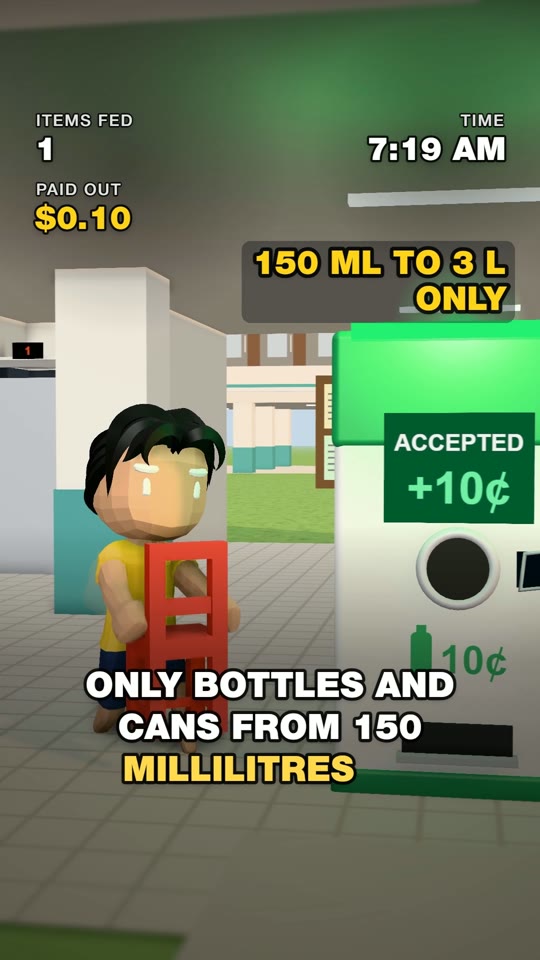 ITEMS FED
1
TIME
7:19 AM
PAID OUT
$0.10
150 ML TO 3 L
ONLY
1
ACCEPTED
+10¢
10¢
ONLY BOTTLES AND
CANS FROM 150
MILLILITRES